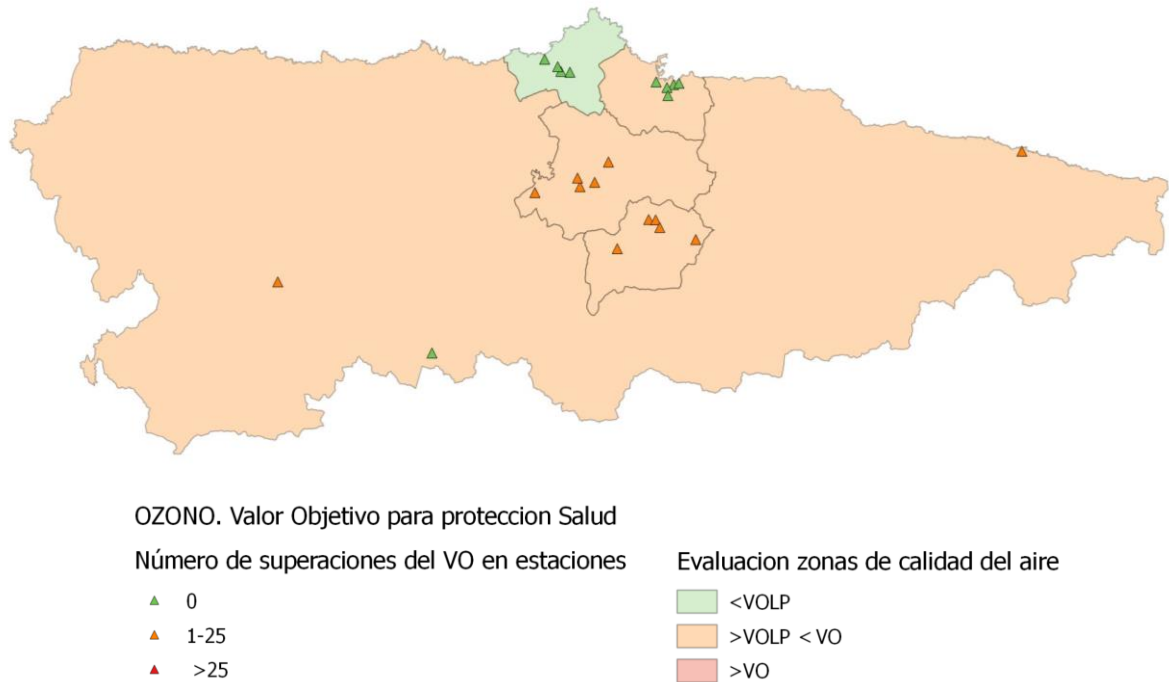 OZONO. Valor Objetivo para proteccion Salud
Número de superaciones del VO en estaciones
0
1-25
>25
Evaluacion zonas de calidad del aire
<VOLP
>VOLP < VO
>VO